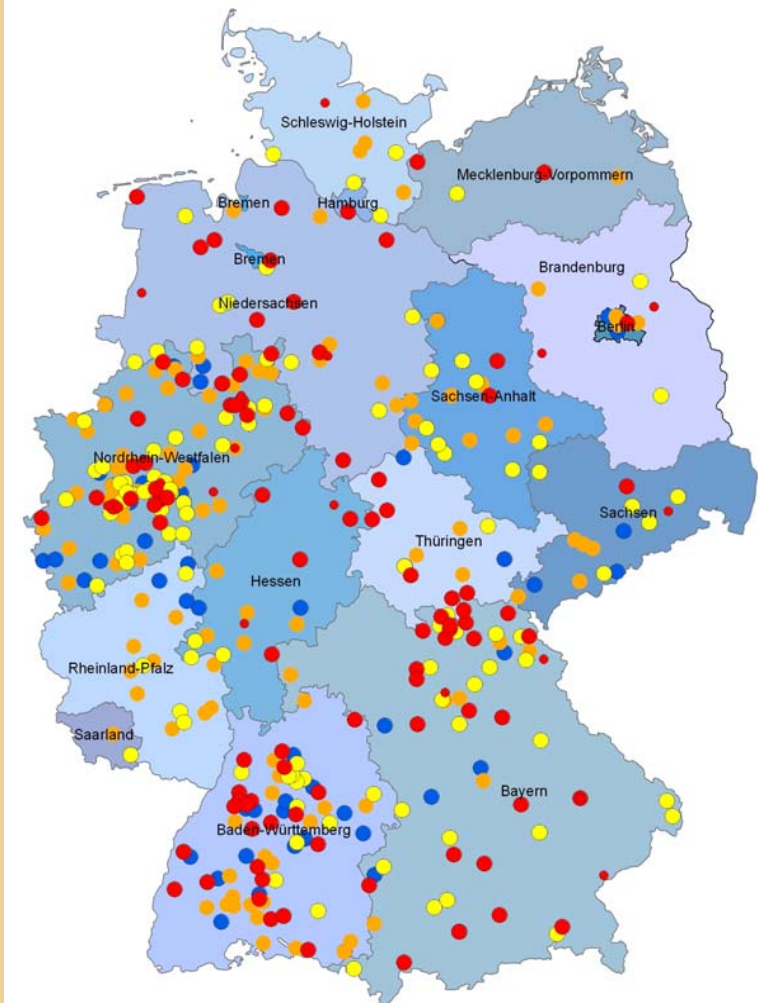 Schleswig-Holstein
Mecklenburg-Vorpommern
Bremen
Hamburg
Bremen
Brandenburg
Niedersachsen
Berlin
Sachsen-Anhalt
Nordrhein-Westfalen
Sachsen
Thüringen
Hessen
Rheinland-Pfalz
Saarland
Bayern
Baden-Württemberg